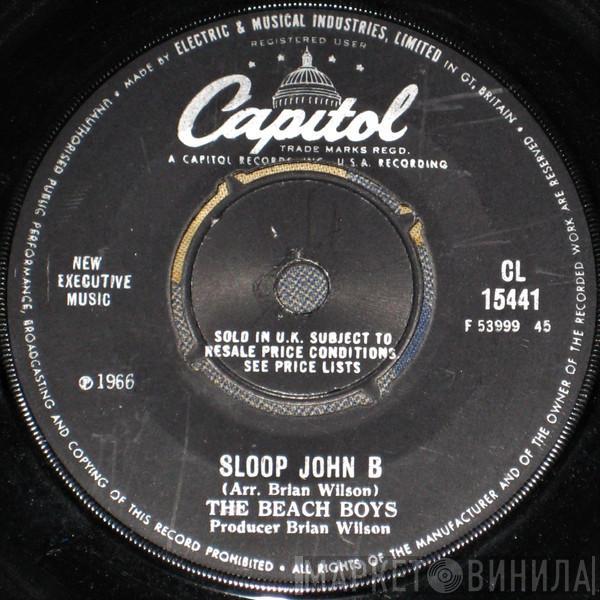 MADE BY ELECTRIC & MUSICAL INDUSTRIES, LIMITED IN GT. BRITAIN • ALL RIGHTS OF THE MANUFACTURER AND OF THE OWNER OF THE RECORDED WORK ARE RESERVED
UNAUTHORISED PUBLIC PERFORMANCE, BROADCASTING AND COPYING OF THIS RECORD PROHIBITED
REGISTERED USER
Capitol
TRADE MARKS REGD.
A CAPITOL RECORDS, INC., U.S.A. RECORDING
NEW
EXECUTIVE
MUSIC
CL
15441
F 53999 45
SOLD IN U.K. SUBJECT TO
RESALE PRICE CONDITIONS,
SEE PRICE LISTS
℗ 1966
SLOOP JOHN B
(Arr. Brian Wilson)
THE BEACH BOYS
Producer Brian Wilson
МАРКЕТ ВИНИЛА